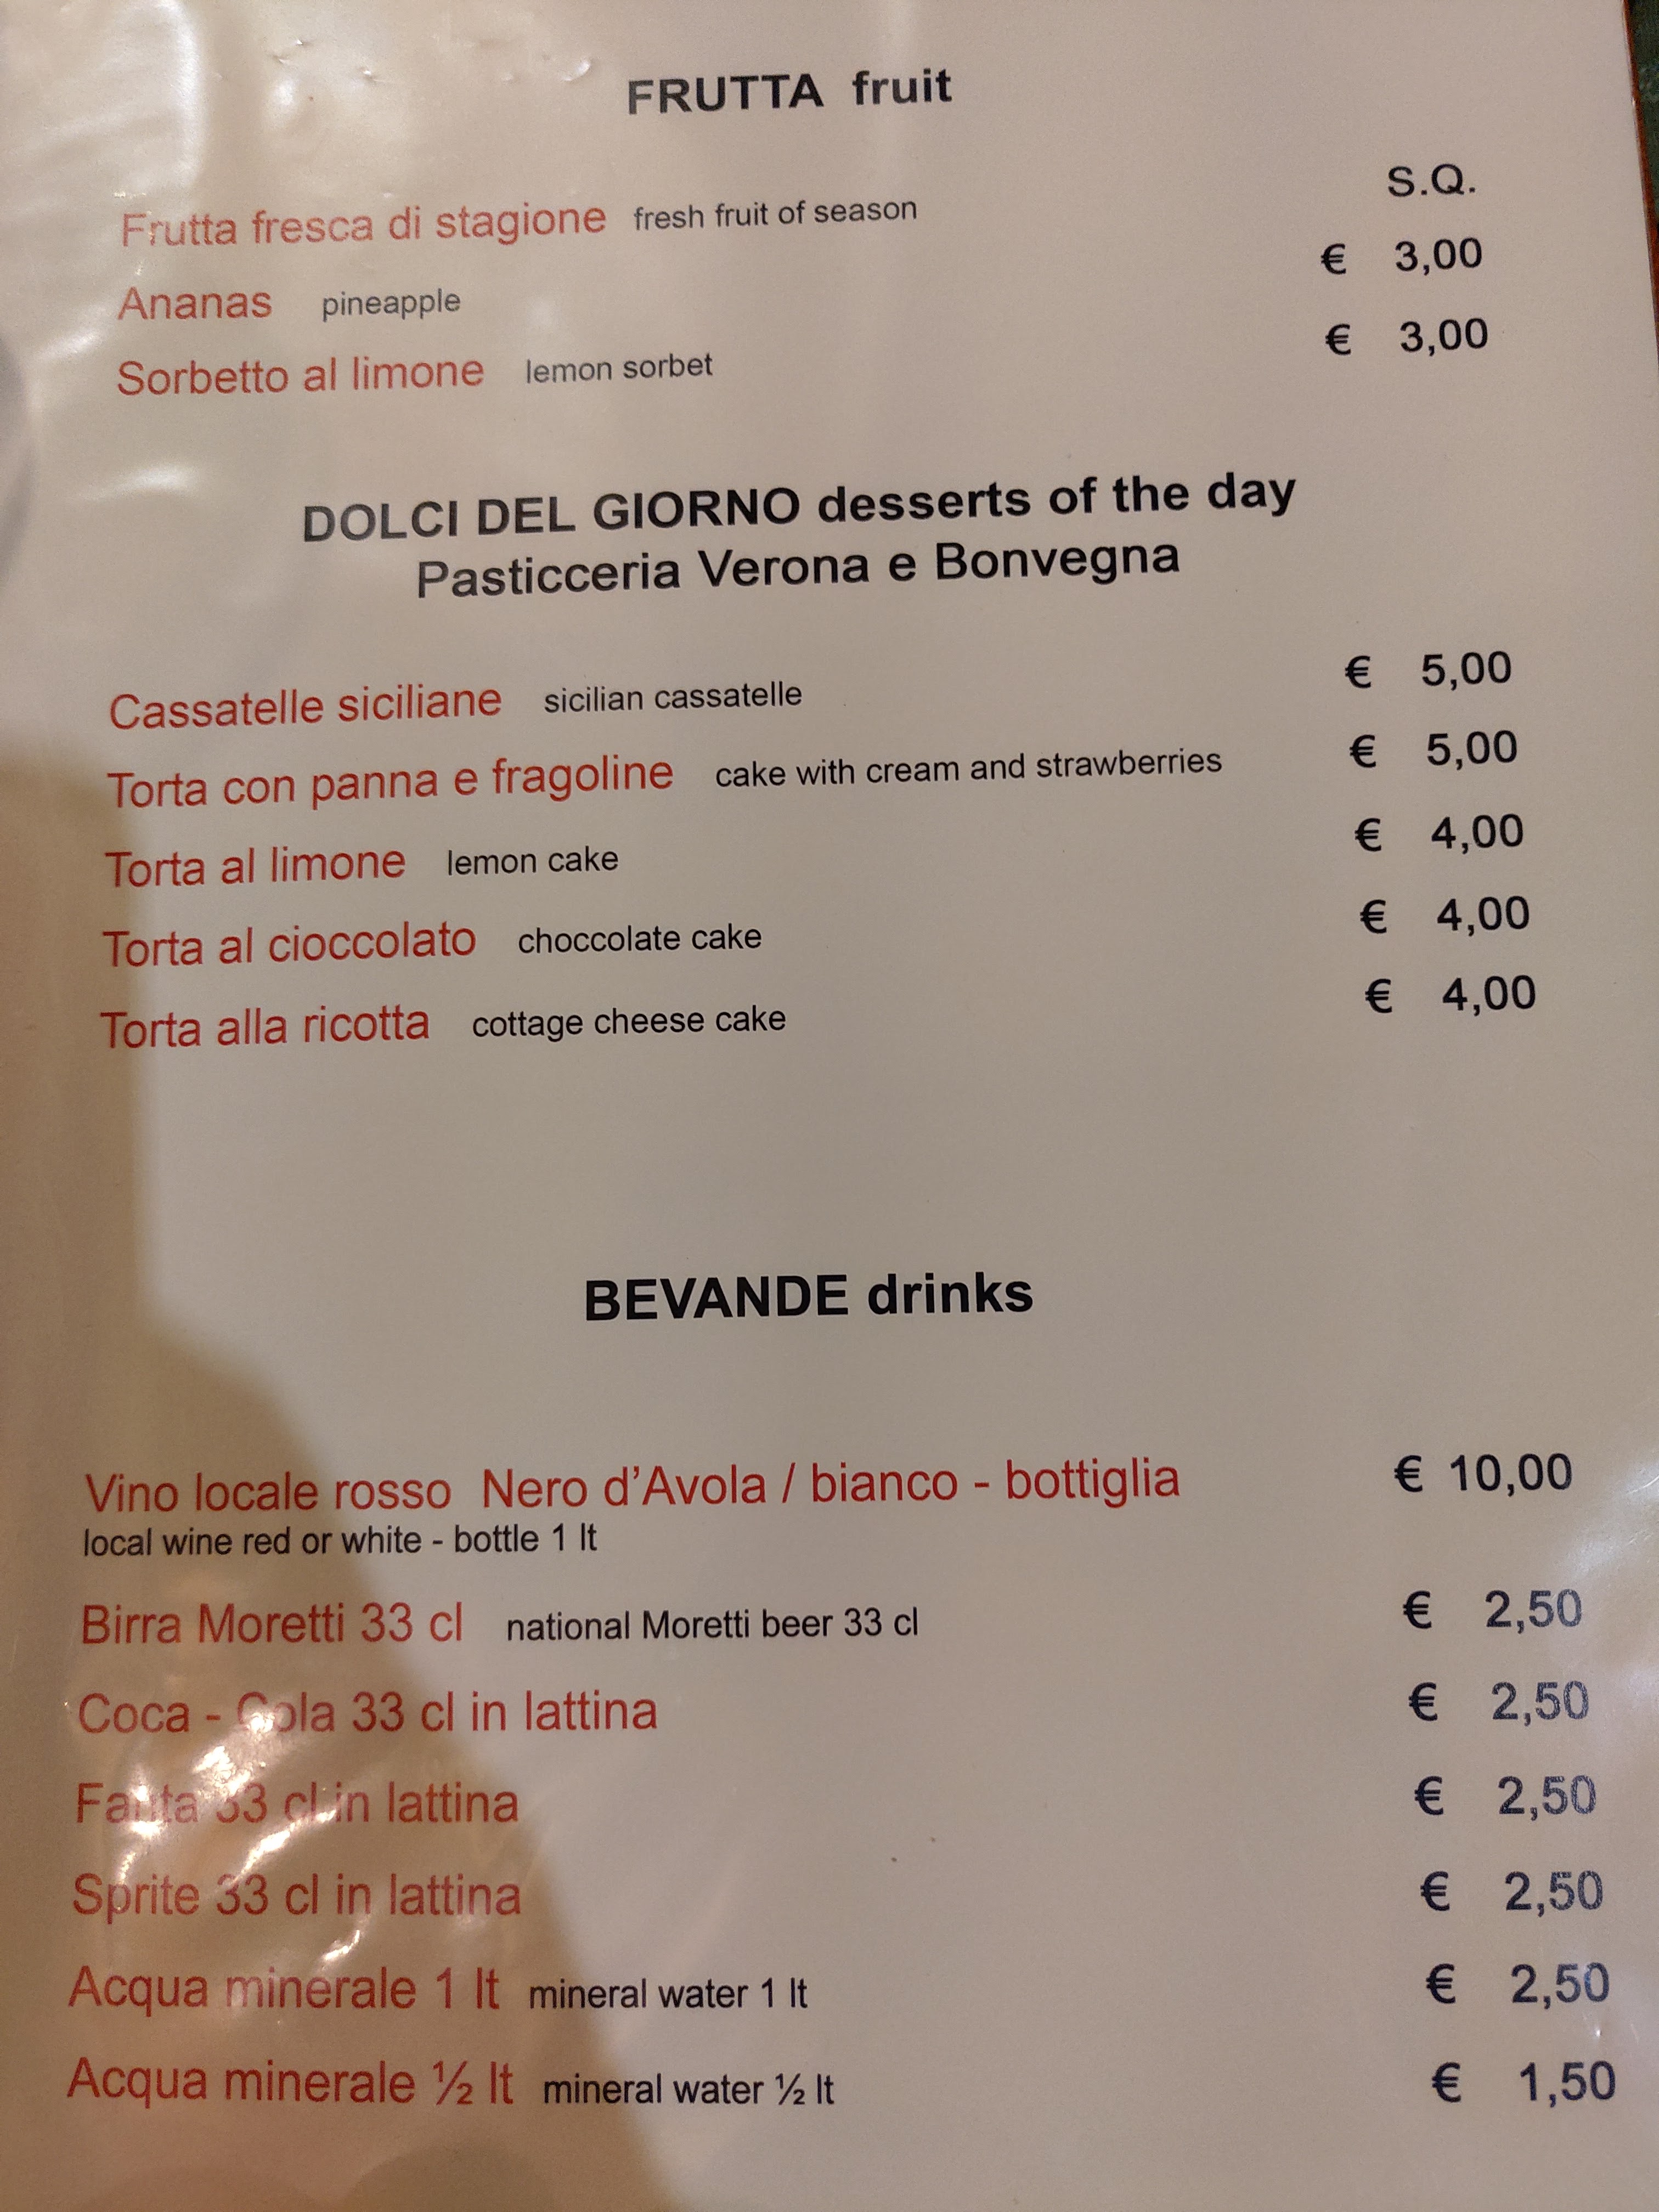 FRUTTA fruit
Frutta fresca di stagione fresh fruit of season S.Q.
Ananas pineapple € 3,00
Sorbetto al limone lemon sorbet € 3,00
DOLCI DEL GIORNO desserts of the day
Pasticceria Verona e Bonvegna
Cassatelle siciliane sicilian cassatelle € 5,00
Torta con panna e fragoline cake with cream and strawberries € 5,00
Torta al limone lemon cake € 4,00
Torta al cioccolato choccolate cake € 4,00
Torta alla ricotta cottage cheese cake € 4,00
BEVANDE drinks
Vino locale rosso Nero d'Avola / bianco - bottiglia € 10,00
local wine red or white - bottle 1 lt
Birra Moretti 33 cl national Moretti beer 33 cl € 2,50
Coca - Cola 33 cl in lattina € 2,50
Fanta 33 cl in lattina € 2,50
Sprite 33 cl in lattina € 2,50
Acqua minerale 1 lt mineral water 1 lt € 2,50
Acqua minerale ½ lt mineral water ½ lt € 1,50